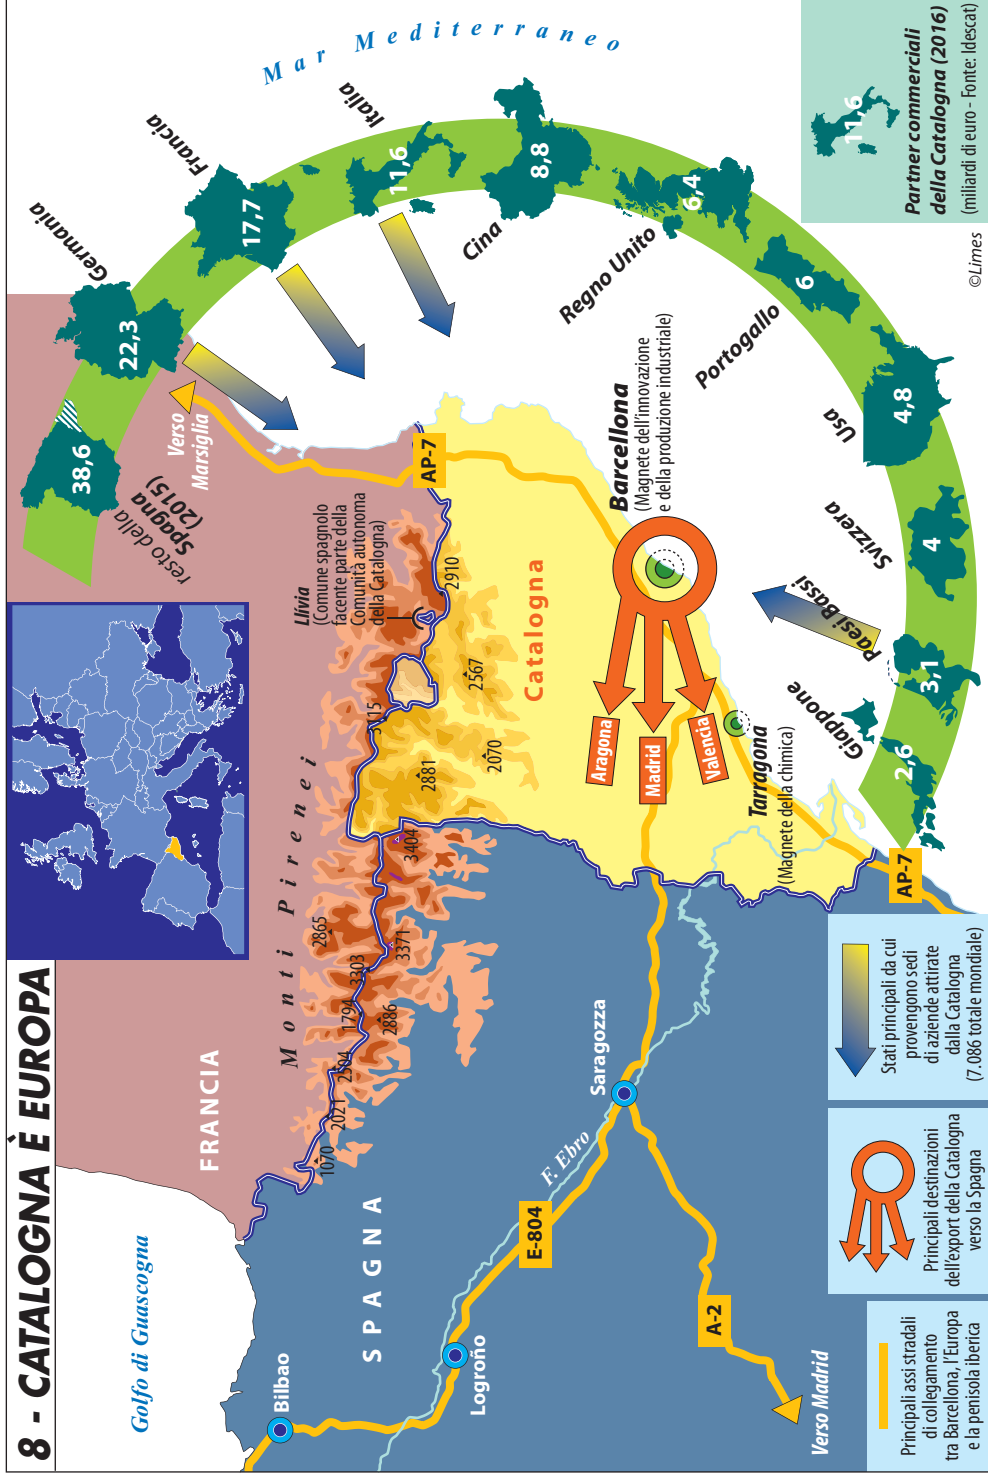 8 - CATALOGNA È EUROPA
Golfo di Guascogna
FRANCIA
Monti Pirenei
SPAGNA
Bilbao
Logroño
E-804
F. Ebro
Saragozza
A-2
Verso Madrid
1070
2021
2504
1794
3303
2865
2886
3371
3404
3115
2881
2070
2567
2910
Llívia
(Comune spagnolo
facente parte della
Comunità autonoma
della Catalogna)
Verso
Marsiglia
AP-7
Catalogna
Barcellona
(Magnete dell'innovazione
e della produzione industriale)
Aragona
Madrid
Valencia
Tarragona
(Magnete della chimica)
AP-7
Mar Mediterraneo
resto della
Spagna
(2015)
38,6
Germania
22,3
Francia
17,7
Italia
11,6
Cina
8,8
Regno Unito
6,4
Portogallo
6
Usa
4,8
Svizzera
4
Paesi Bassi
3,1
Giappone
2,6
Principali assi stradali
di collegamento
tra Barcellona, l'Europa
e la penisola iberica
Principali destinazioni
dell'export della Catalogna
verso la Spagna
Stati principali da cui
provengono sedi
di aziende attirate
dalla Catalogna
(7.086 totale mondiale)
11,6
Partner commerciali
della Catalogna (2016)
(miliardi di euro - Fonte: Idescat)
©Limes